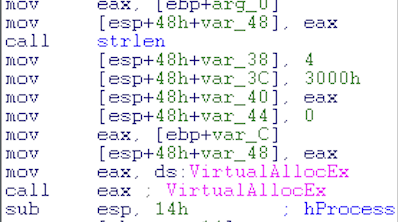 mov eax, [ebp+arg_0]
mov [esp+48h+var_48], eax
call strlen
mov [esp+48h+var_38], 4
mov [esp+48h+var_3C], 3000h
mov [esp+48h+var_40], eax
mov [esp+48h+var_44], 0
mov eax, [ebp+var_C]
mov [esp+48h+var_48], eax
mov eax, ds:VirtualAllocEx
call eax ; VirtualAllocEx
sub esp, 14h ; hProcess